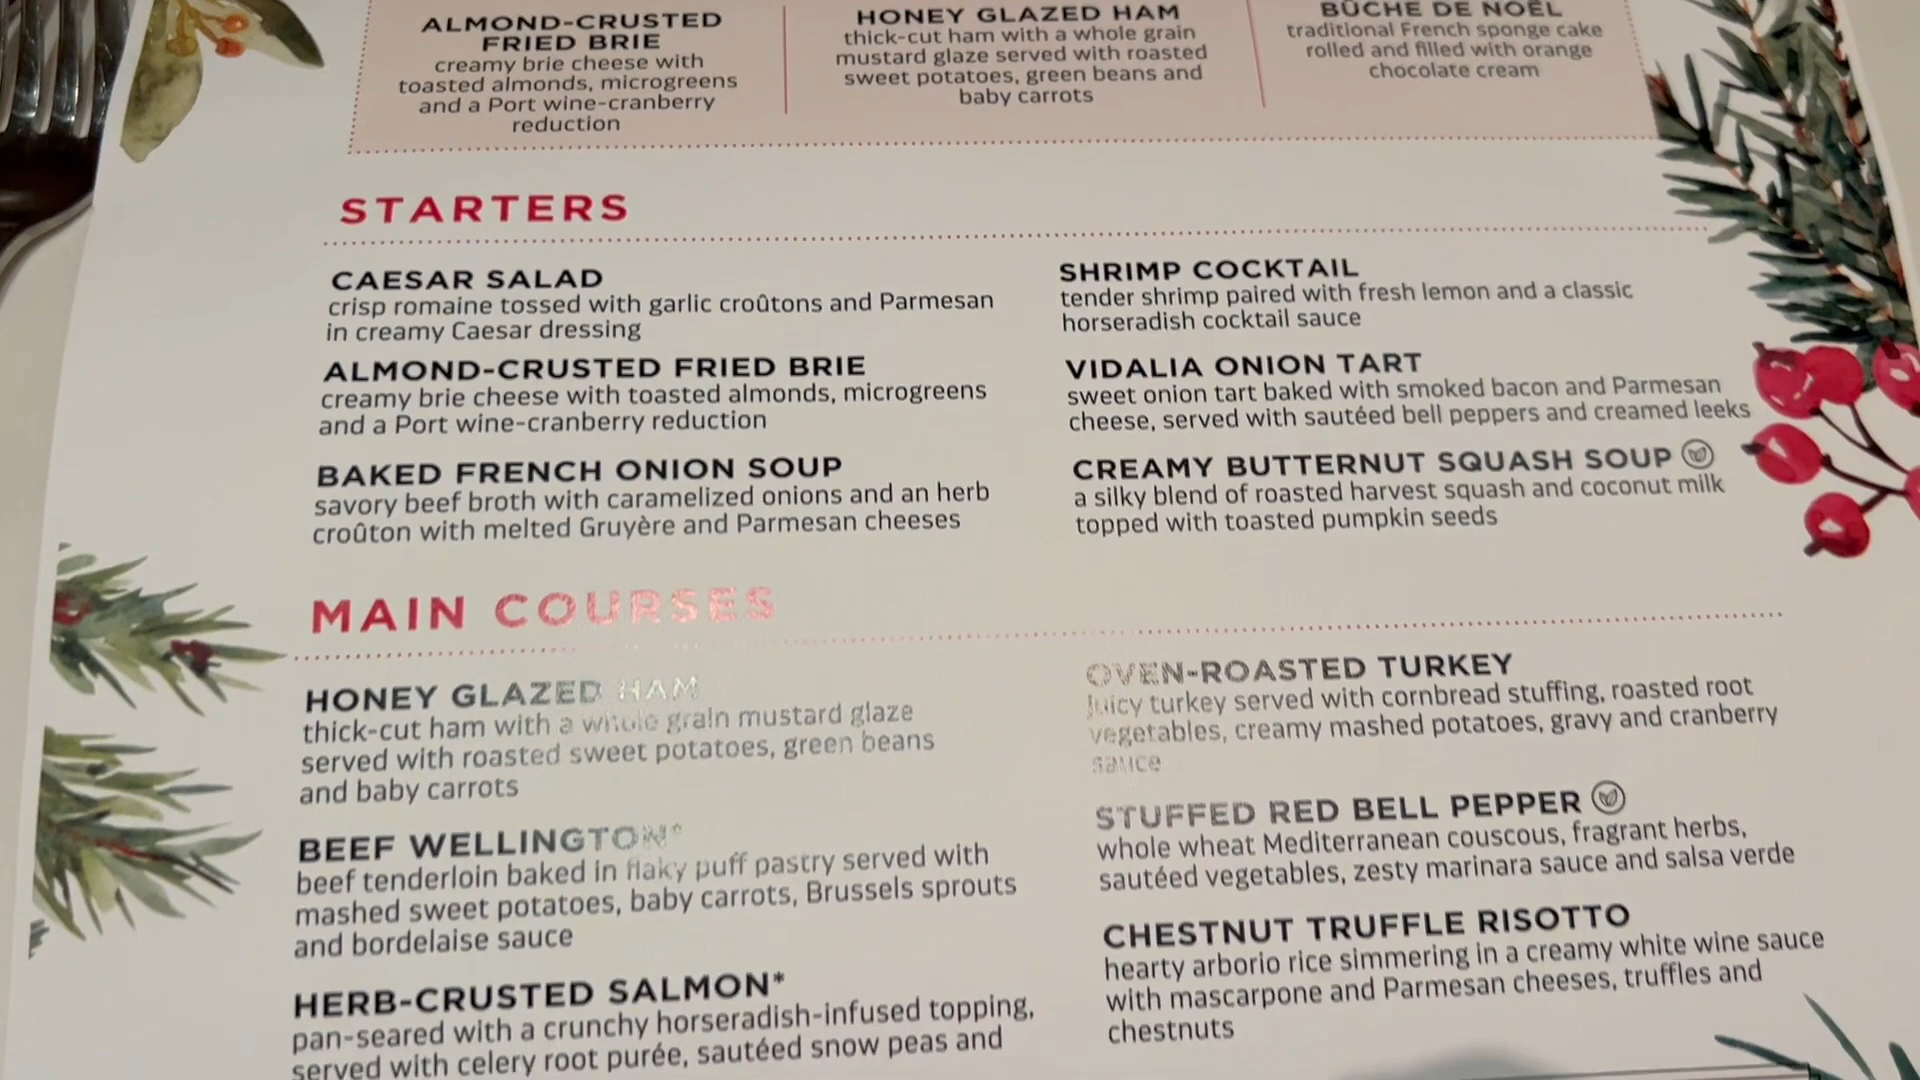 ALMOND-CRUSTED
FRIED BRIE
creamy brie cheese with
toasted almonds, microgreens
and a Port wine-cranberry
reduction
HONEY GLAZED HAM
thick-cut ham with a whole grain
mustard glaze served with roasted
sweet potatoes, green beans and
baby carrots
BÛCHE DE NOËL
traditional French sponge cake
rolled and filled with orange
chocolate cream
STARTERS
CAESAR SALAD
crisp romaine tossed with garlic croûtons and Parmesan
in creamy Caesar dressing
ALMOND-CRUSTED FRIED BRIE
creamy brie cheese with toasted almonds, microgreens
and a Port wine-cranberry reduction
BAKED FRENCH ONION SOUP
savory beef broth with caramelized onions and an herb
croûton with melted Gruyère and Parmesan cheeses
SHRIMP COCKTAIL
tender shrimp paired with fresh lemon and a classic
horseradish cocktail sauce
VIDALIA ONION TART
sweet onion tart baked with smoked bacon and Parmesan
cheese, served with sautéed bell peppers and creamed leeks
CREAMY BUTTERNUT SQUASH SOUP
a silky blend of roasted harvest squash and coconut milk
topped with toasted pumpkin seeds
MAIN COURSES
HONEY GLAZED HAM
thick-cut ham with a whole grain mustard glaze
served with roasted sweet potatoes, green beans
and baby carrots
BEEF WELLINGTON*
beef tenderloin baked in flaky puff pastry served with
mashed sweet potatoes, baby carrots, Brussels sprouts
and bordelaise sauce
HERB-CRUSTED SALMON*
pan-seared with a crunchy horseradish-infused topping,
served with celery root purée, sautéed snow peas and
OVEN-ROASTED TURKEY
juicy turkey served with cornbread stuffing, roasted root
vegetables, creamy mashed potatoes, gravy and cranberry
sauce
STUFFED RED BELL PEPPER
whole wheat Mediterranean couscous, fragrant herbs,
sautéed vegetables, zesty marinara sauce and salsa verde
CHESTNUT TRUFFLE RISOTTO
hearty arborio rice simmering in a creamy white wine sauce
with mascarpone and Parmesan cheeses, truffles and
chestnuts